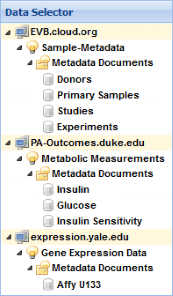 Data Selector
EVB.cloud.org
Sample-Metadata
Metadata Documents
Donors
Primary Samples
Studies
Experiments
PA-Outcomes.duke.edu
Metabolic Measurements
Metadata Documents
Insulin
Glucose
Insulin Sensitivity
expression.yale.edu
Gene Expression Data
Metadata Documents
Affy U133